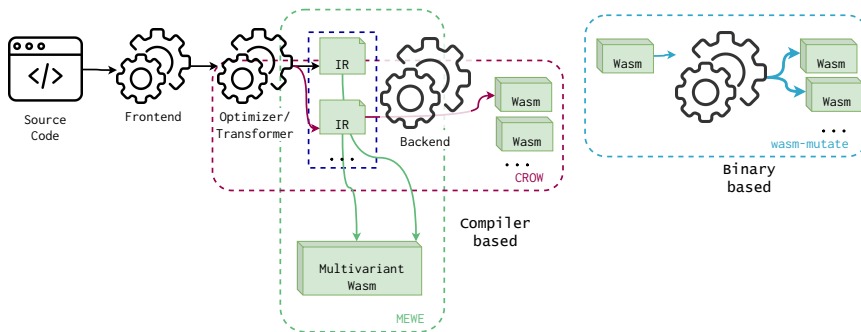 </>
Source
Code
Frontend
Optimizer/
Transformer
IR
IR
...
Backend
Wasm
Wasm
...
CROW
Compiler
based
Multivariant
Wasm
MEWE
Wasm
Wasm
Wasm
...
wasm-mutate
Binary
based